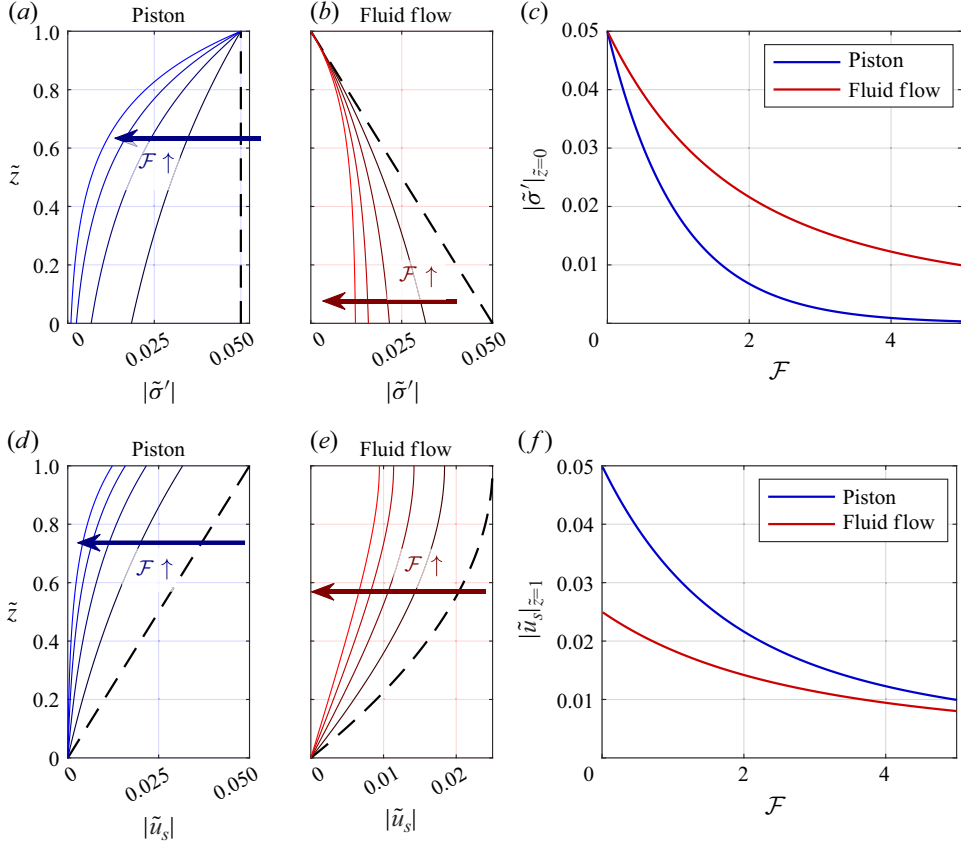 (a) Piston
1.0
0.8
0.6
0.4
0.2
0
z̃
ℱ ↑
0 0.025 0.050
|σ̃′|
(b) Fluid flow
ℱ ↑
0 0.025 0.050
|σ̃′|
(c)
0.05
0.04
0.03
0.02
0.01
|σ̃′|z̃=0
Piston
Fluid flow
0 2 4
ℱ
(d) Piston
1.0
0.8
0.6
0.4
0.2
0
z̃
ℱ ↑
0 0.025 0.050
|ũs|
(e) Fluid flow
ℱ ↑
0 0.01 0.02
|ũs|
(f)
0.05
0.04
0.03
0.02
0.01
|ũs|z̃=1
Piston
Fluid flow
0 2 4
ℱ